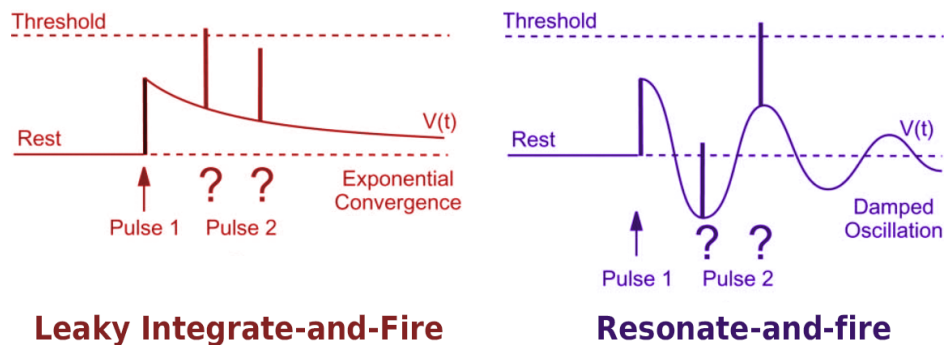 Threshold
Rest
V(t)
? ?
Exponential
Convergence
Pulse 1 Pulse 2
Leaky Integrate-and-Fire
Threshold
Rest
V(t)
? ?
Damped
Oscillation
Pulse 1 Pulse 2
Resonate-and-fire